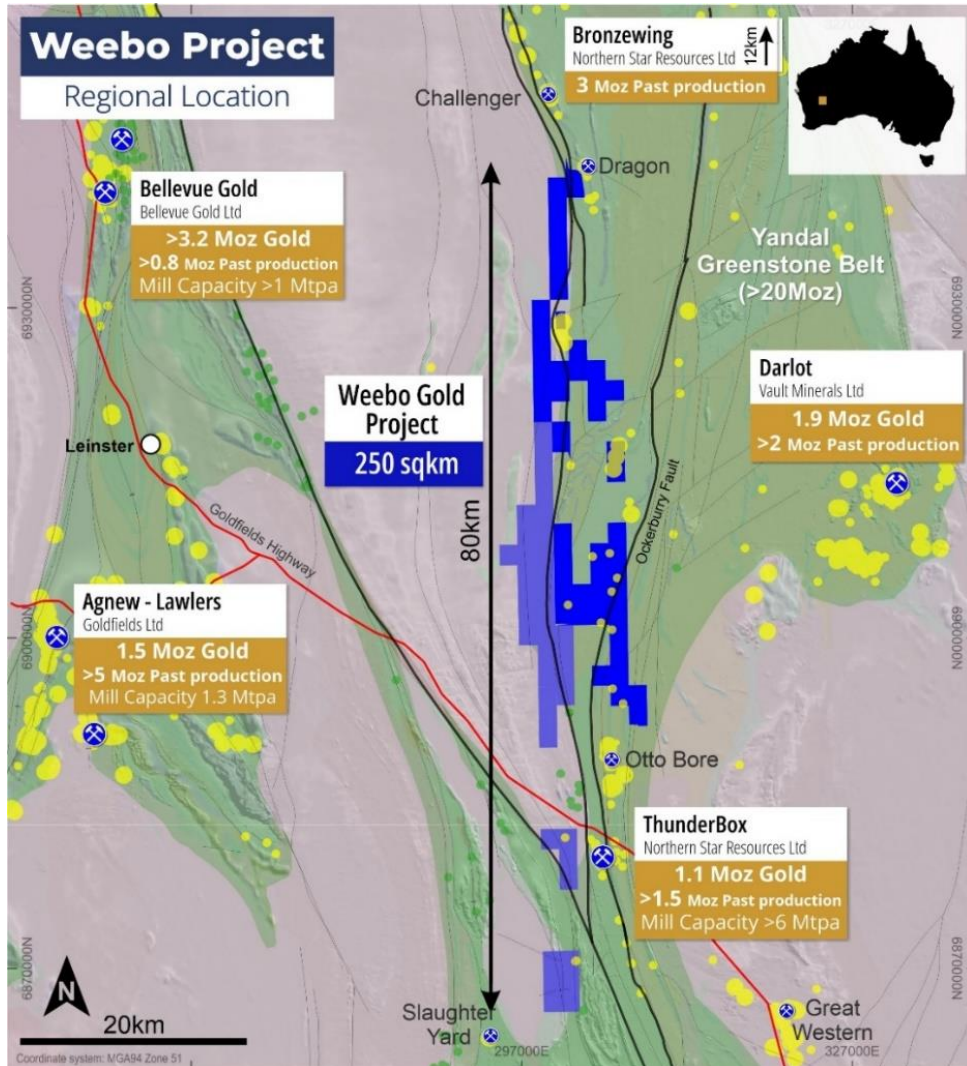 Weebo Project
Regional Location
Bronzewing
Northern Star Resources Ltd
3 Moz Past production
12km
Challenger
Dragon
Bellevue Gold
Bellevue Gold Ltd
>3.2 Moz Gold
>0.8 Moz Past production
Mill Capacity >1 Mtpa
Yandal
Greenstone Belt
(>20Moz)
6930000N
6930000N
Weebo Gold
Project
250 sqkm
Darlot
Vault Minerals Ltd
1.9 Moz Gold
>2 Moz Past production
Leinster
80km
Ockerburry Fault
Goldfields Highway
Agnew - Lawlers
Goldfields Ltd
1.5 Moz Gold
>5 Moz Past production
Mill Capacity 1.3 Mtpa
6900000N
6900000N
Otto Bore
ThunderBox
Northern Star Resources Ltd
1.1 Moz Gold
>1.5 Moz Past production
Mill Capacity >6 Mtpa
6870000N
6870000N
N
20km
Slaughter
Yard
Great
Western
Coordinate system: MGA94 Zone 51
297000E
327000E